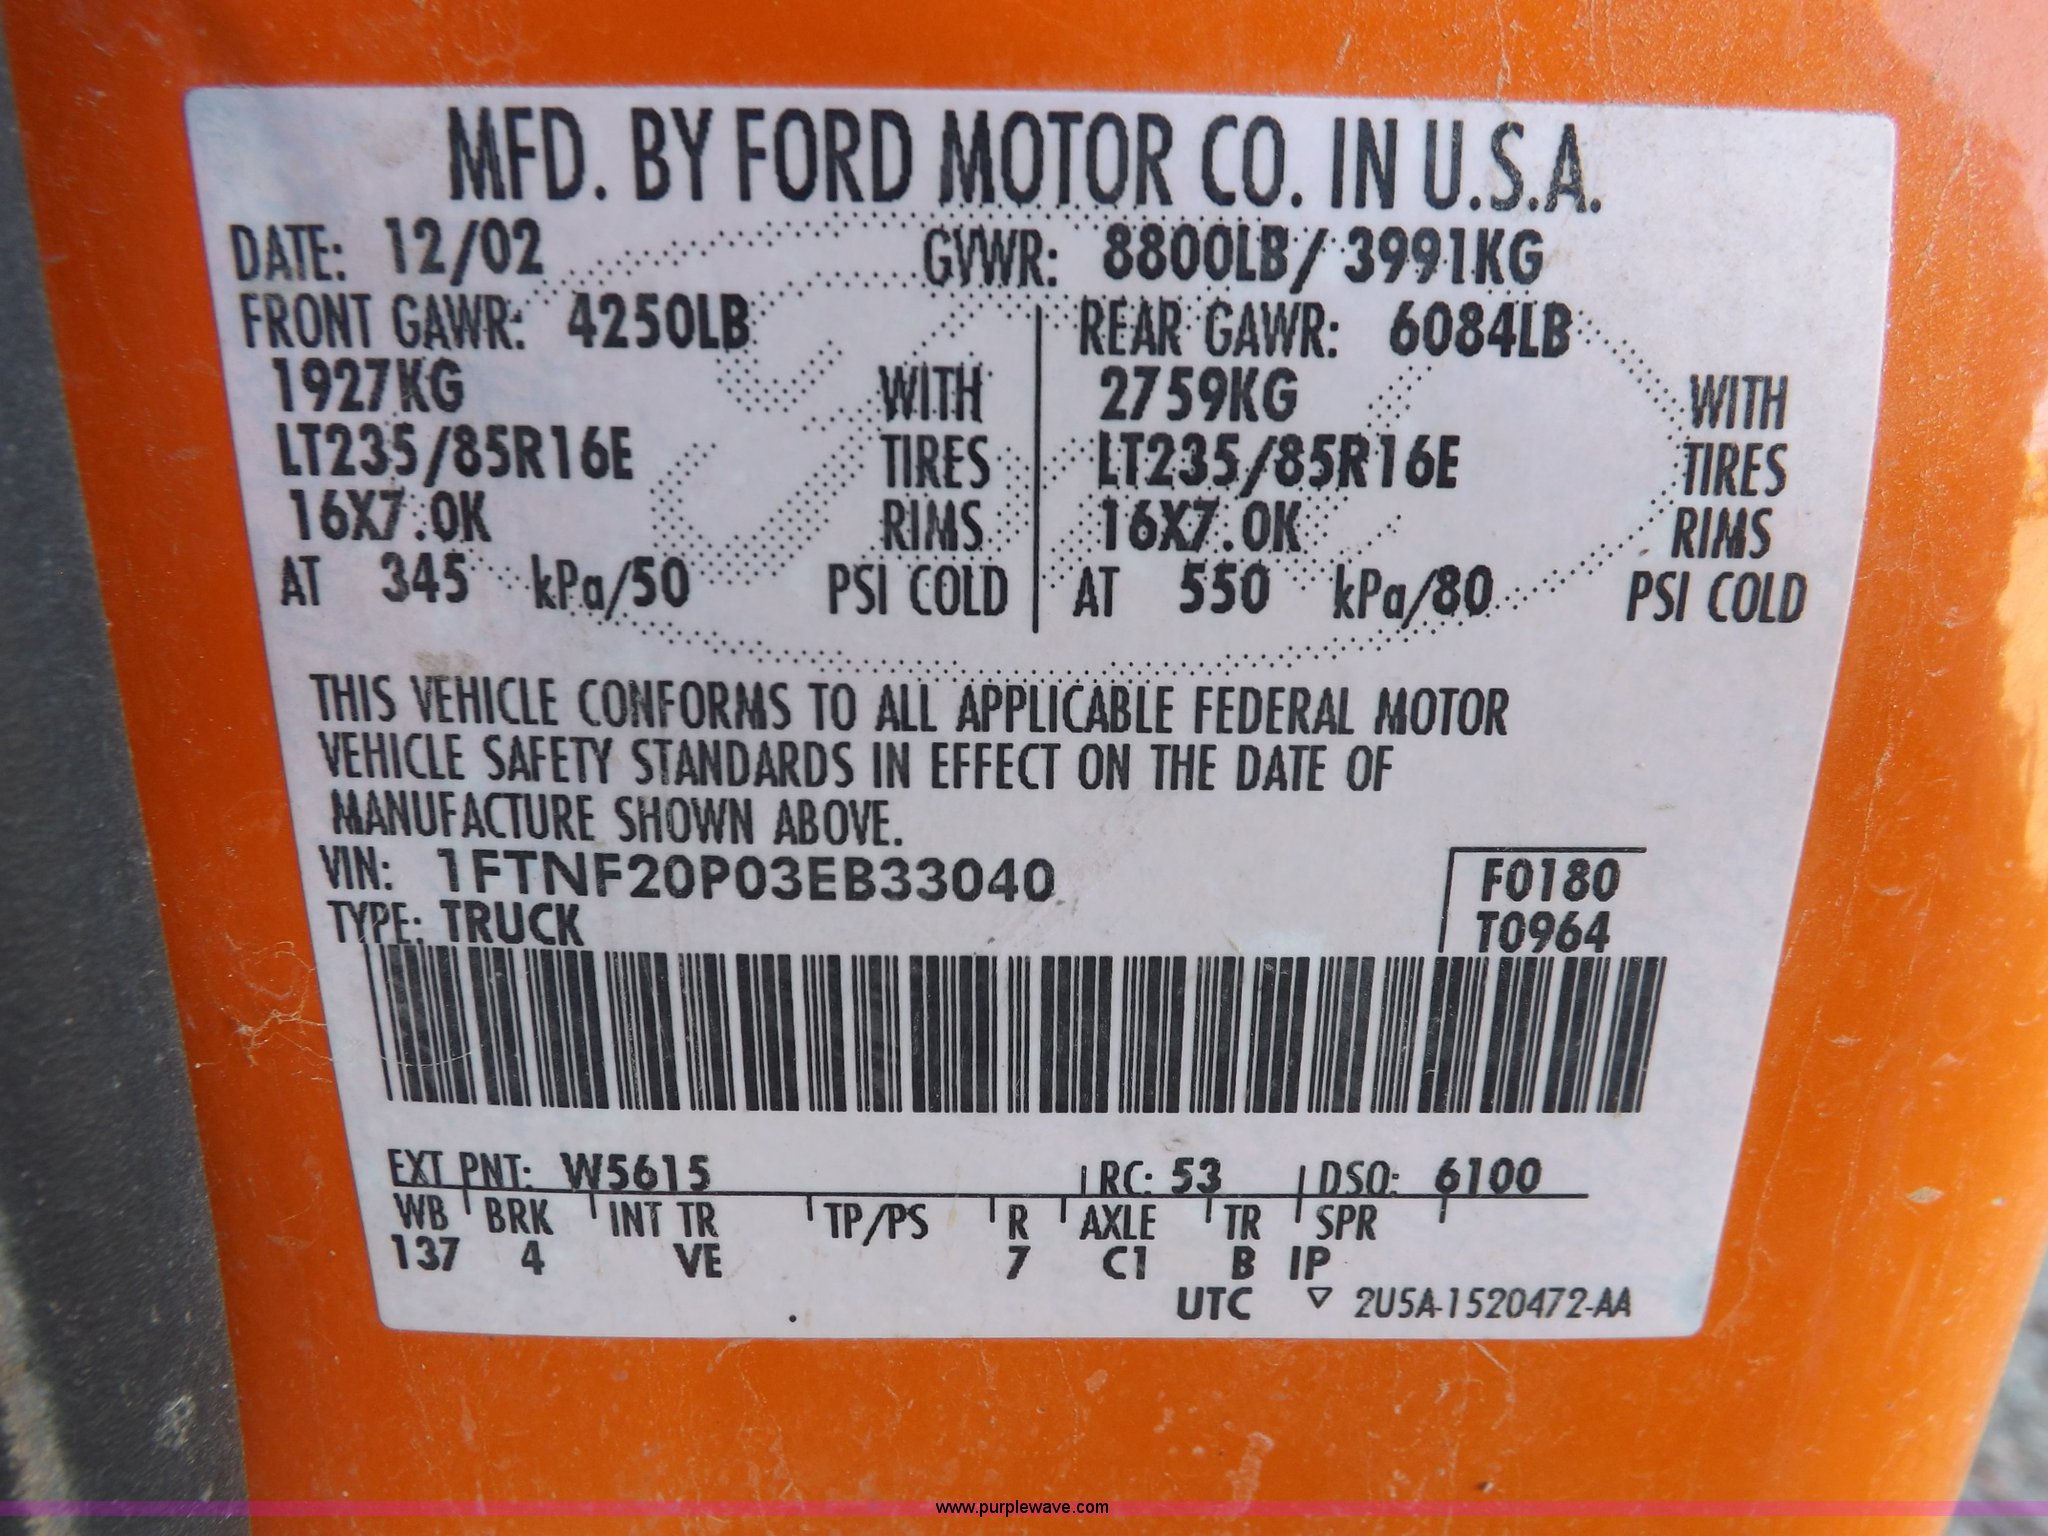 MFD. BY FORD MOTOR CO. IN U.S.A.
DATE: 12/02 GVWR: 8800LB/ 3991KG
FRONT GAWR: 4250LB REAR GAWR: 6084LB
1927KG WITH 2759KG WITH
LT235/85R16E TIRES LT235/85R16E TIRES
16X7.0K RIMS 16X7.0K RIMS
AT 345 kPa/50 PSI COLD AT 550 kPa/80 PSI COLD
THIS VEHICLE CONFORMS TO ALL APPLICABLE FEDERAL MOTOR
VEHICLE SAFETY STANDARDS IN EFFECT ON THE DATE OF
MANUFACTURE SHOWN ABOVE.
VIN: 1FTNF20P03EB33040 F0180
TYPE: TRUCK T0964
EXT PNT: W5615 RC: 53 DSO: 6100
WB BRK INT TR TP/PS R AXLE TR SPR
137 4 VE 7 C1 B IP
UTC ▽ 2U5A-1520472-AA
www.purplewave.com